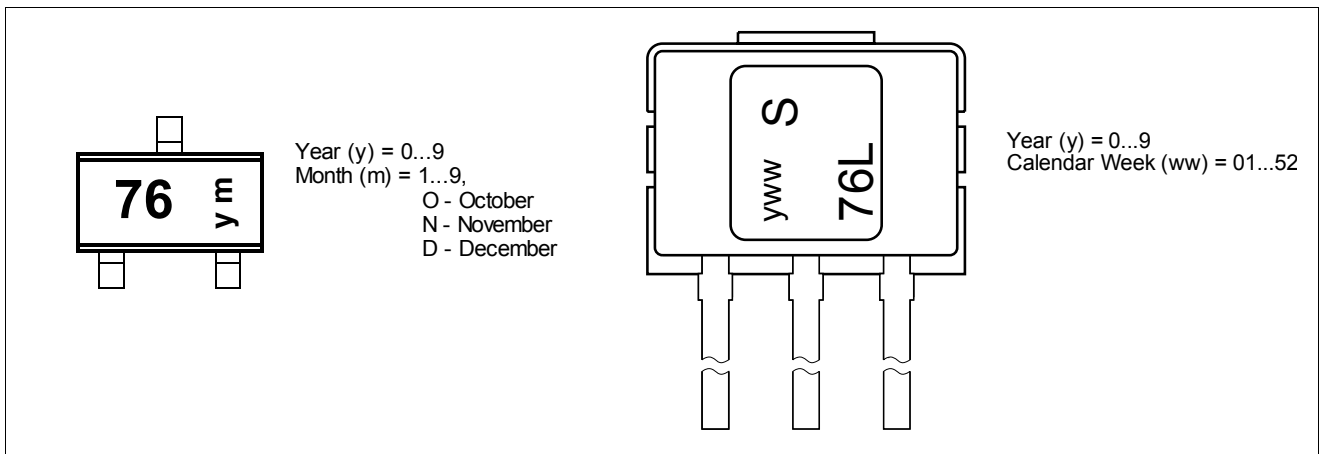 76
y m
Year (y) = 0...9
Month (m) = 1...9,
O - October
N - November
D - December
yww S
76L
Year (y) = 0...9
Calendar Week (ww) = 01...52